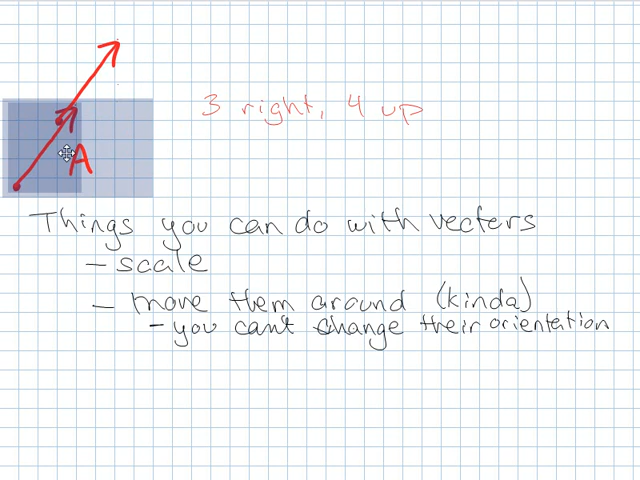 3 right, 4 up
A
Things you can do with vecters
- scale
- move them around (kinda)
- you can't change their orientation